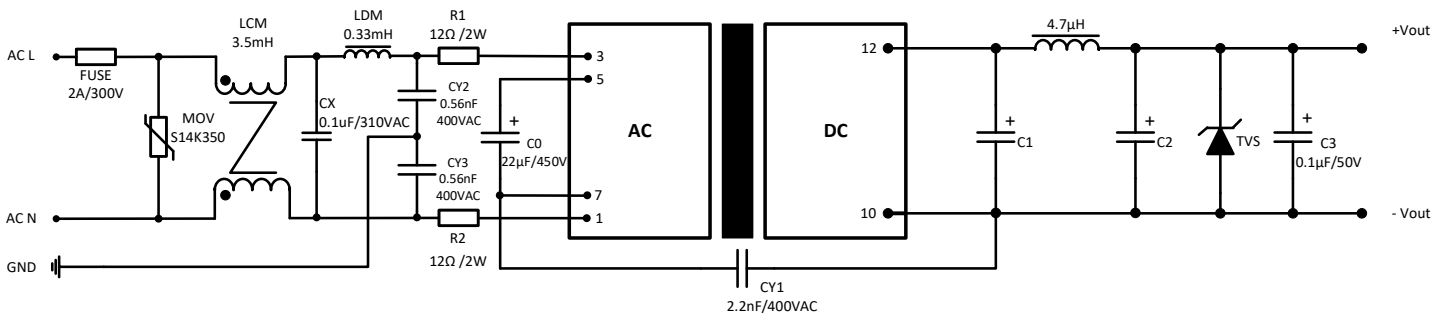 LCM
3.5mH
LDM
0.33mH
R1
12Ω /2W
4.7μH
+Vout
AC L
FUSE
2A/300V
3
5
12
MOV
S14K350
CX
0.1uF/310VAC
CY2
0.56nF
400VAC
C0
22μF/450V
+
AC
DC
+
C1
+
C2
TVS
+
C3
0.1μF/50V
CY3
0.56nF
400VAC
7
1
10
AC N
- Vout
R2
12Ω /2W
GND
CY1
2.2nF/400VAC